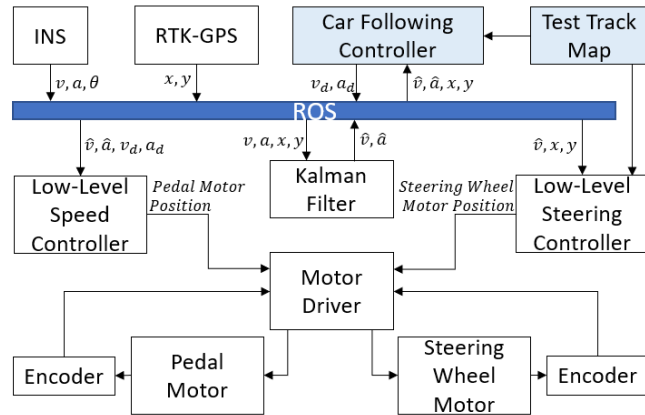 INS
RTK-GPS
Car Following
Controller
Test Track
Map
v, a, θ
x, y
v_d, a_d
v̂, â, x, y
ROS
v̂, â, v_d, a_d
v, a, x, y
v̂, â
v̂, x, y
Low-Level
Speed
Controller
Pedal Motor
Position
Kalman
Filter
Steering Wheel
Motor Position
Low-Level
Steering
Controller
Motor
Driver
Encoder
Pedal
Motor
Steering
Wheel
Motor
Encoder